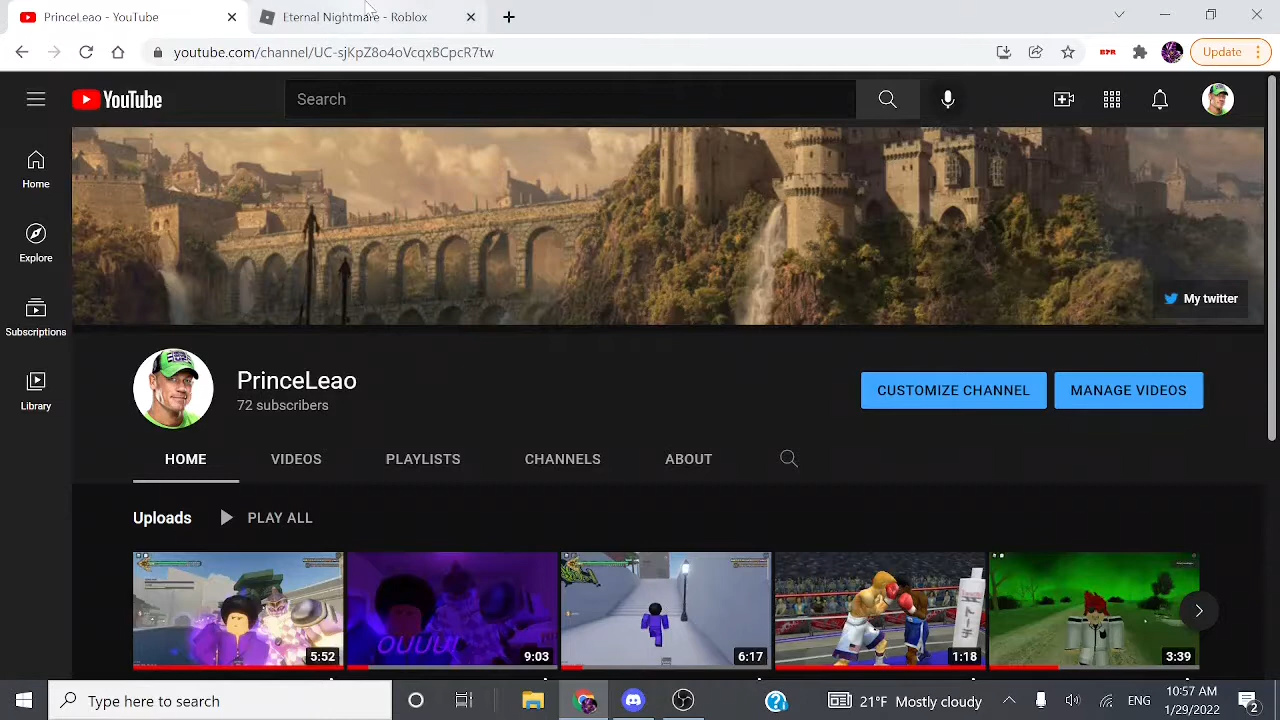 PrinceLeao - YouTube
Eternal Nightmare - Roblox
youtube.com/channel/UC-sjKpZ8o4oVcqxBCpcR7tw
BTR
Update
YouTube
Search
Home
Explore
Subscriptions
Library
My twitter
PrinceLeao
72 subscribers
CUSTOMIZE CHANNEL
MANAGE VIDEOS
HOME
VIDEOS
PLAYLISTS
CHANNELS
ABOUT
Uploads
PLAY ALL
OUUU!
5:52
9:03
6:17
1:18
3:39
Type here to search
21°F Mostly cloudy
ENG
10:57 AM
1/29/2022
2